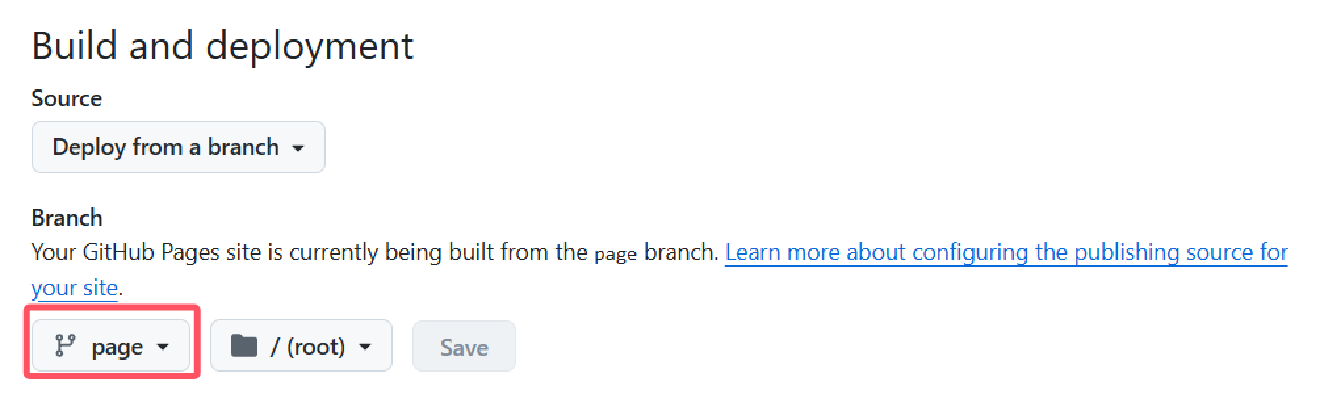 Build and deployment
Source
Deploy from a branch
Branch
Your GitHub Pages site is currently being built from the page branch. Learn more about configuring the publishing source for
your site.
page / (root) Save